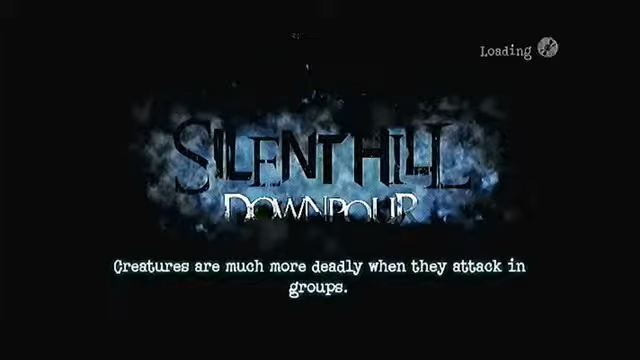 Loading
SILENT HILL
DOWNPOUR
Creatures are much more deadly when they attack in
groups.